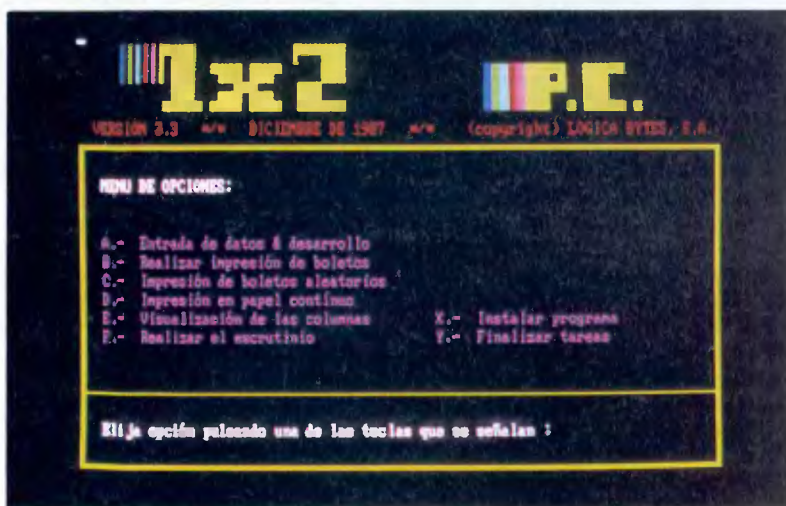 1x2 P.C.
VERSION 3.3 */* DICIEMBRE DE 1987 */* (copyright) LOGICA BYTES, S.A.
MENU DE OPCIONES:
A.- Entrada de datos & desarrollo
B.- Realizar impresión de boletos
C.- Impresión de boletos aleatorios
D.- Impresión en papel continuo
E.- Visualización de las columnas X.- Instalar programa
F.- Realizar el escrutinio Y.- Finalizar tareas
Elija opción pulsando una de las teclas que se señalan :